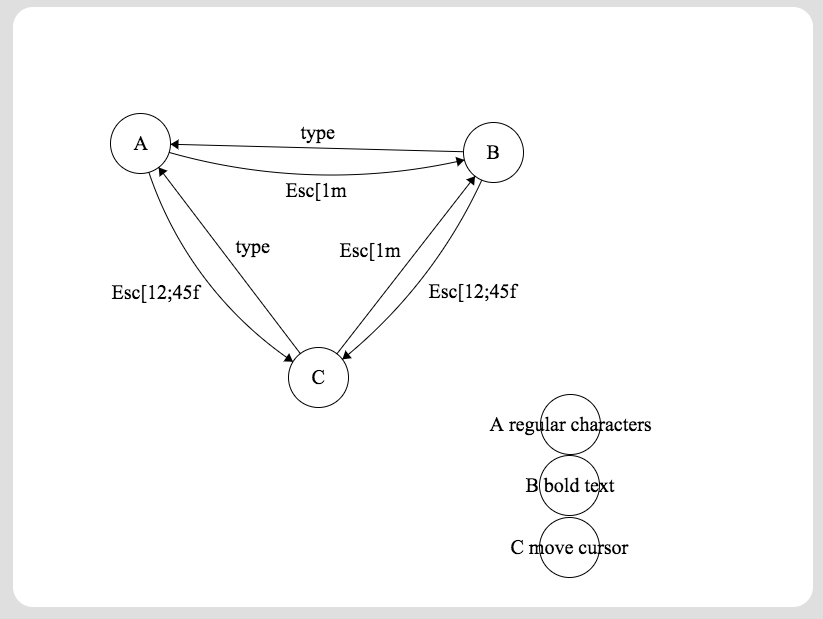 type
A
B
Esc[1m
type
Esc[1m
Esc[12;45f
Esc[12;45f
C
A regular characters
B bold text
C move cursor